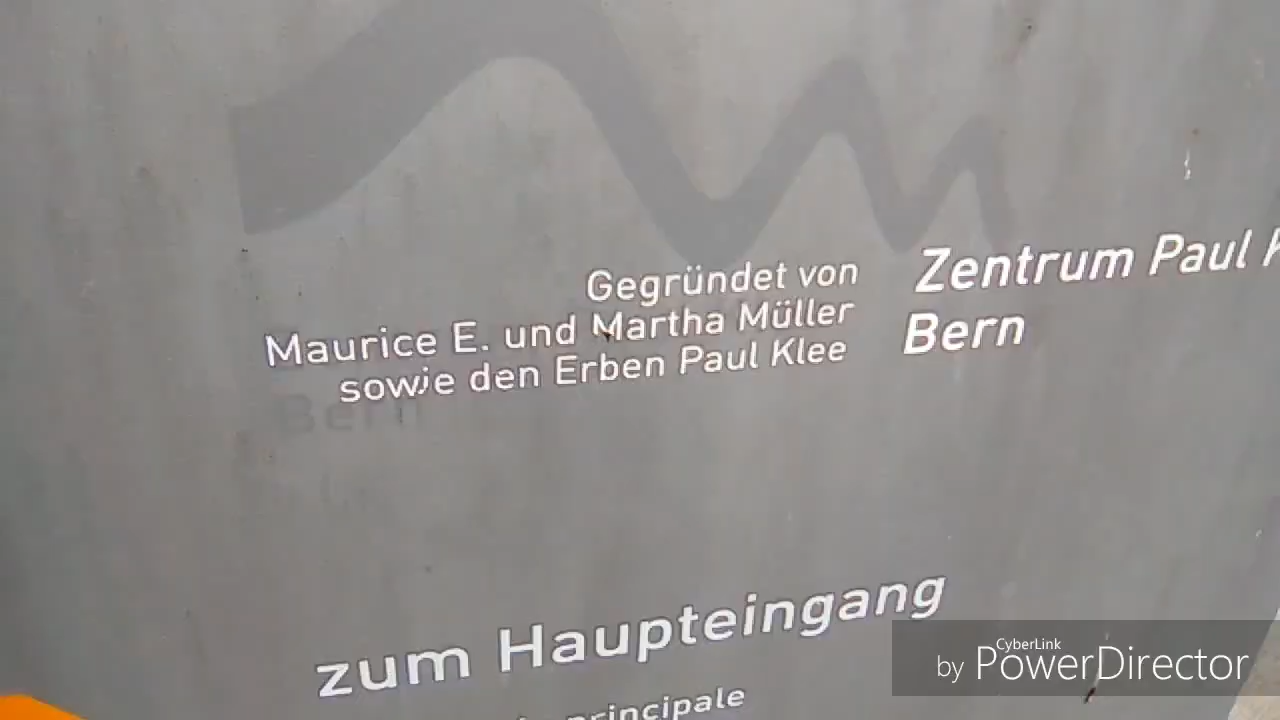 Gegründet von
Maurice E. und Martha Müller
sowie den Erben Paul Klee
Zentrum Paul
Bern
Bern
zum Haupteingang
principale
by CyberLink PowerDirector